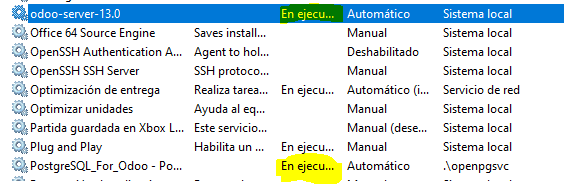 odoo-server-13.0 En ejecu... Automático Sistema local
Office 64 Source Engine Saves install... Manual Sistema local
OpenSSH Authentication A... Agent to hol... Deshabilitado Sistema local
OpenSSH SSH Server SSH protoco... Manual Sistema local
Optimización de entrega Realiza tarea... En ejecu... Automático (i... Servicio de red
Optimizar unidades Ayuda al eq... Manual Sistema local
Partida guardada en Xbox L... Este servicio... Manual (dese... Sistema local
Plug and Play Habilita un ... En ejecu... Manual Sistema local
PostgreSQL_For_Odoo - Po... En ejecu... Automático .\openpgsvc